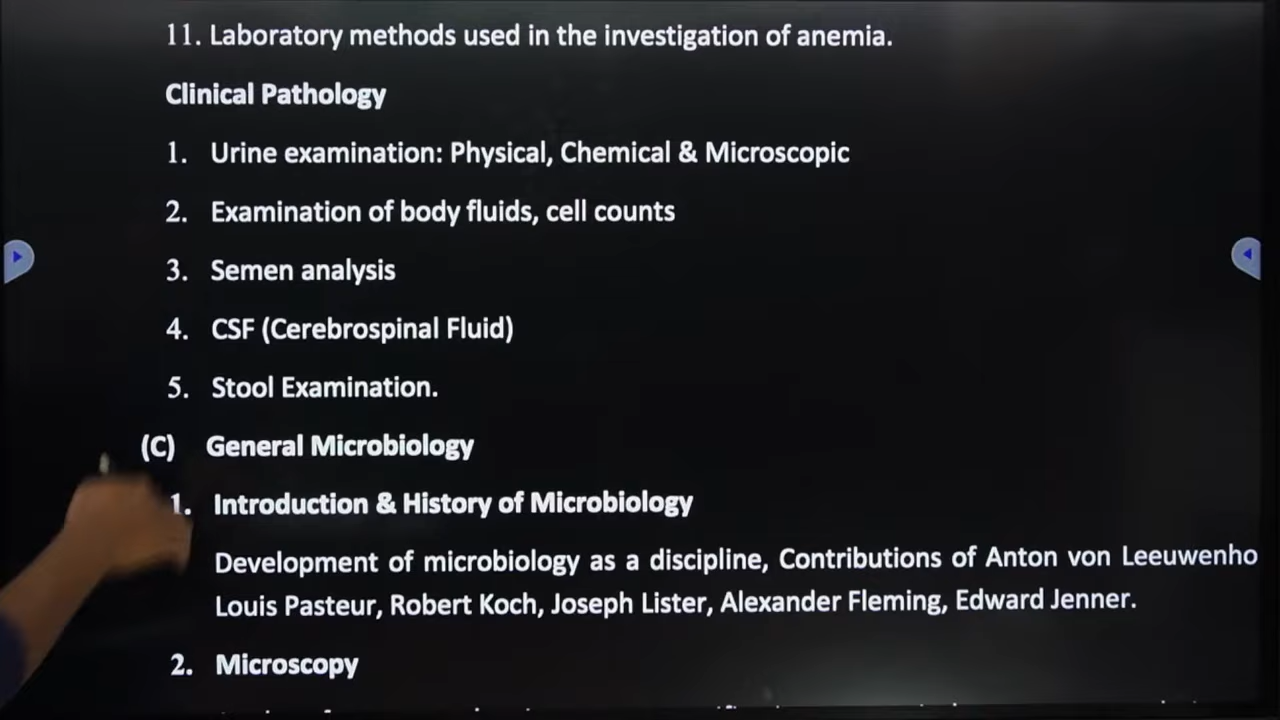 11. Laboratory methods used in the investigation of anemia.
Clinical Pathology
1. Urine examination: Physical, Chemical & Microscopic
2. Examination of body fluids, cell counts
3. Semen analysis
4. CSF (Cerebrospinal Fluid)
5. Stool Examination.
(C) General Microbiology
1. Introduction & History of Microbiology
Development of microbiology as a discipline, Contributions of Anton von Leeuwenho
Louis Pasteur, Robert Koch, Joseph Lister, Alexander Fleming, Edward Jenner.
2. Microscopy